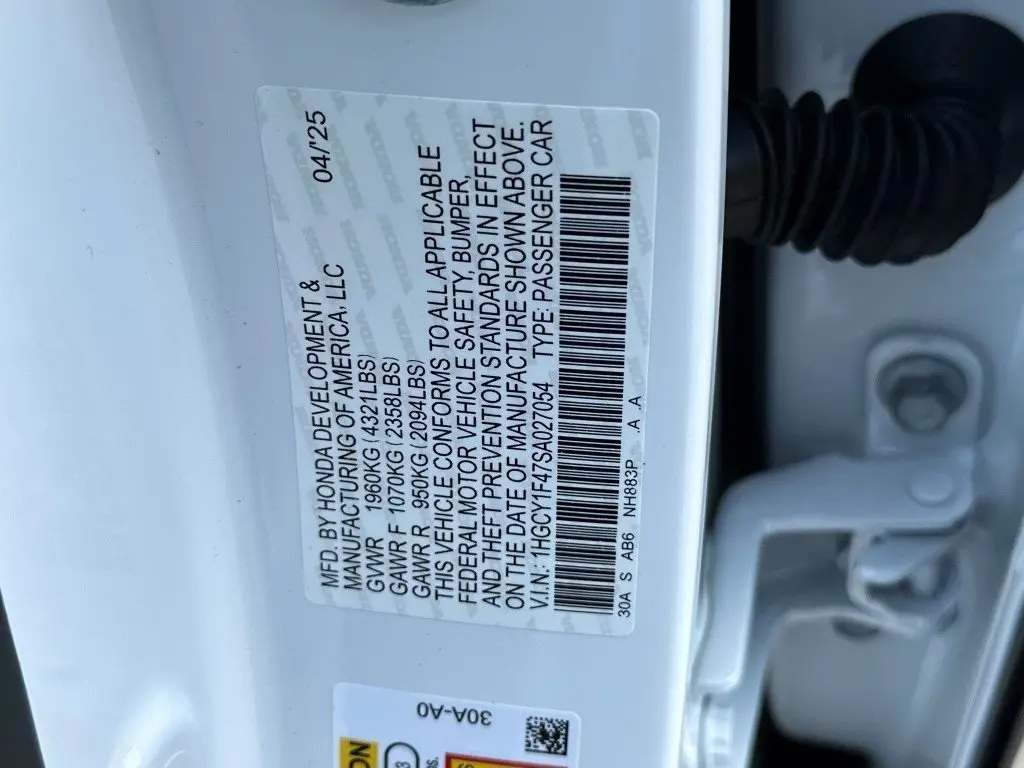 MFD. BY HONDA DEVELOPMENT & 04/'25
MANUFACTURING OF AMERICA, LLC
GVWR 1960KG ( 4321LBS)
GAWR F 1070KG ( 2358LBS)
GAWR R 950KG ( 2094LBS)
THIS VEHICLE CONFORMS TO ALL APPLICABLE
FEDERAL MOTOR VEHICLE SAFETY, BUMPER,
AND THEFT PREVENTION STANDARDS IN EFFECT
ON THE DATE OF MANUFACTURE SHOWN ABOVE.
V.I.N.: 1HGCY1F47SA027054 TYPE: PASSENGER CAR
30A S AB6 NH883P A A
30A-A0